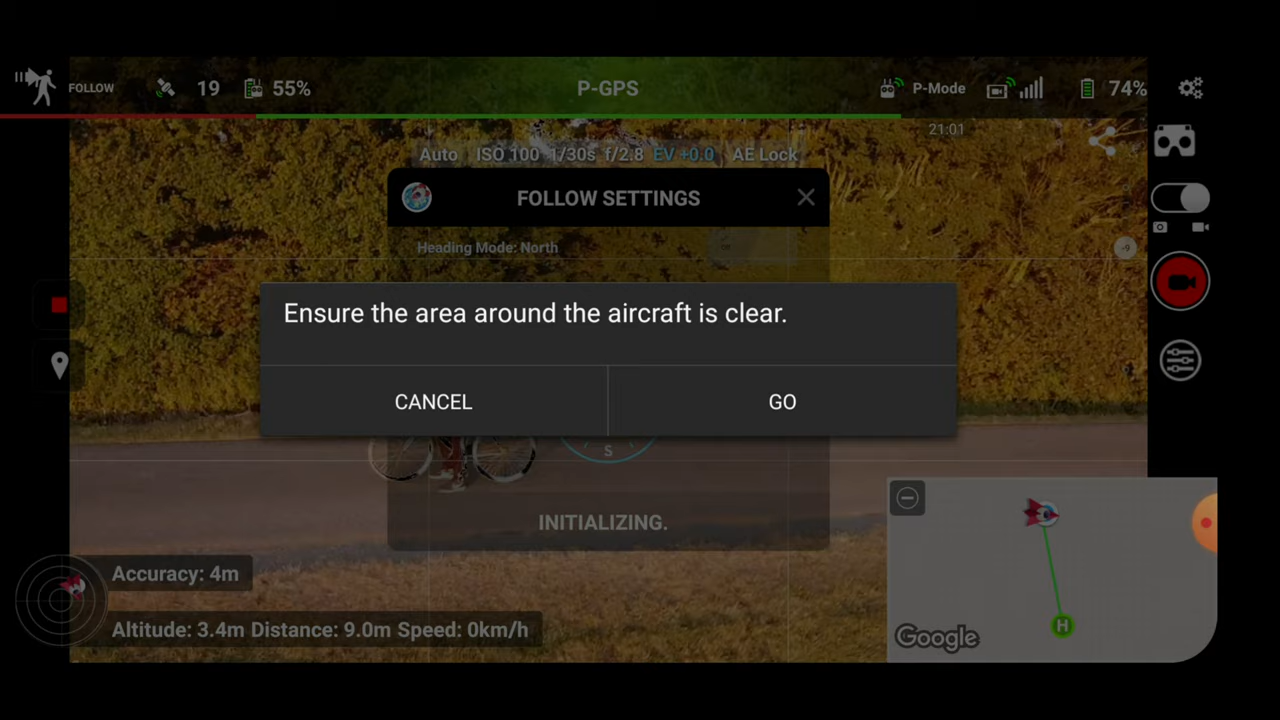 FOLLOW 19 55% P-GPS P-Mode 74%
21:01
Auto ISO 100 1/30s f/2.8 EV +0.0 AE Lock
FOLLOW SETTINGS
Heading Mode: North
-9
Ensure the area around the aircraft is clear.
CANCEL GO
S
INITIALIZING.
Accuracy: 4m
Altitude: 3.4m Distance: 9.0m Speed: 0km/h
H
Google